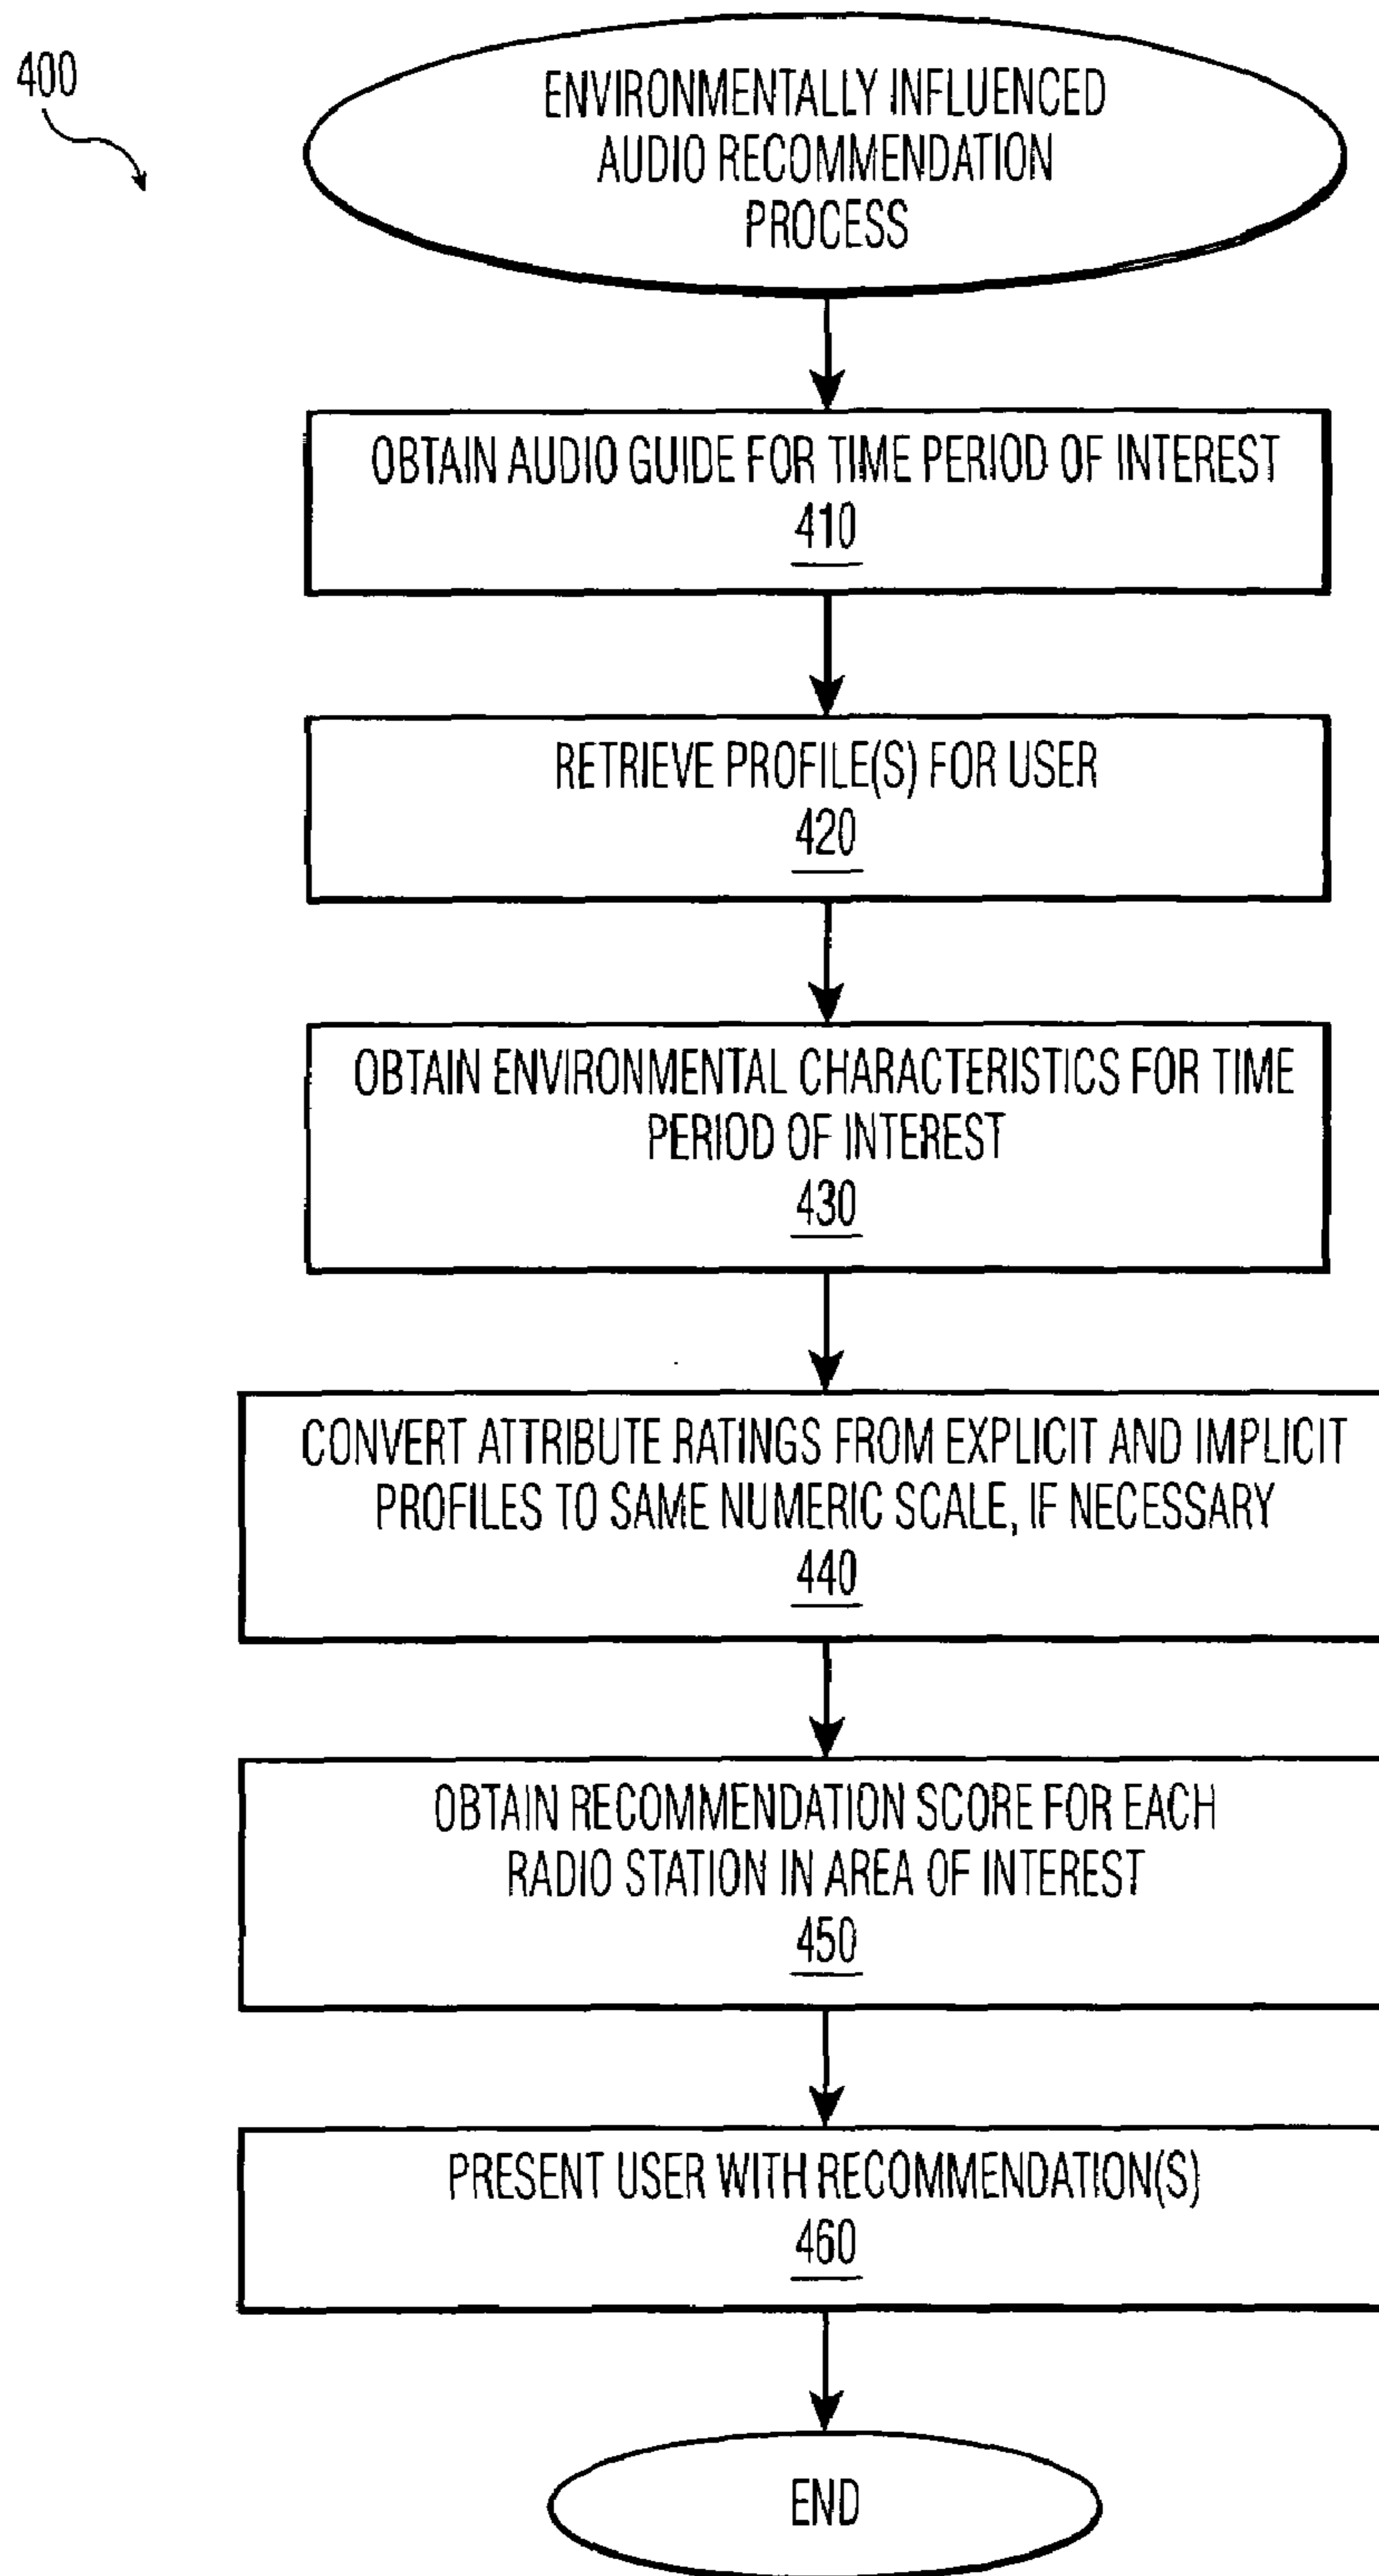 400
ENVIRONMENTALLY INFLUENCED
AUDIO RECOMMENDATION
PROCESS
OBTAIN AUDIO GUIDE FOR TIME PERIOD OF INTEREST
410
RETRIEVE PROFILE(S) FOR USER
420
OBTAIN ENVIRONMENTAL CHARACTERISTICS FOR TIME
PERIOD OF INTEREST
430
CONVERT ATTRIBUTE RATINGS FROM EXPLICIT AND IMPLICIT
PROFILES TO SAME NUMERIC SCALE, IF NECESSARY
440
OBTAIN RECOMMENDATION SCORE FOR EACH
RADIO STATION IN AREA OF INTEREST
450
PRESENT USER WITH RECOMMENDATION(S)
460
END